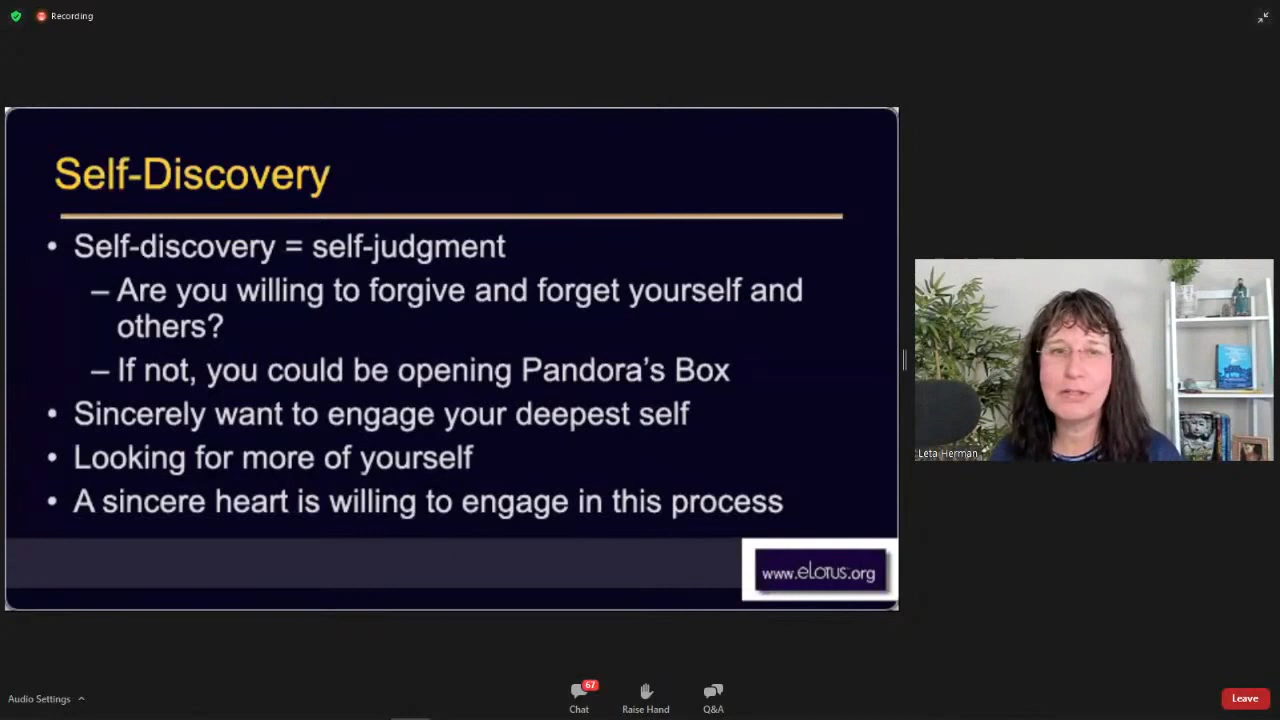 Recording
Self-Discovery
• Self-discovery = self-judgment
– Are you willing to forgive and forget yourself and
others?
– If not, you could be opening Pandora's Box
• Sincerely want to engage your deepest self
• Looking for more of yourself
• A sincere heart is willing to engage in this process
www.eLotus.org
Leta Herman
Audio Settings
67
Chat
Raise Hand
Q&A
Leave